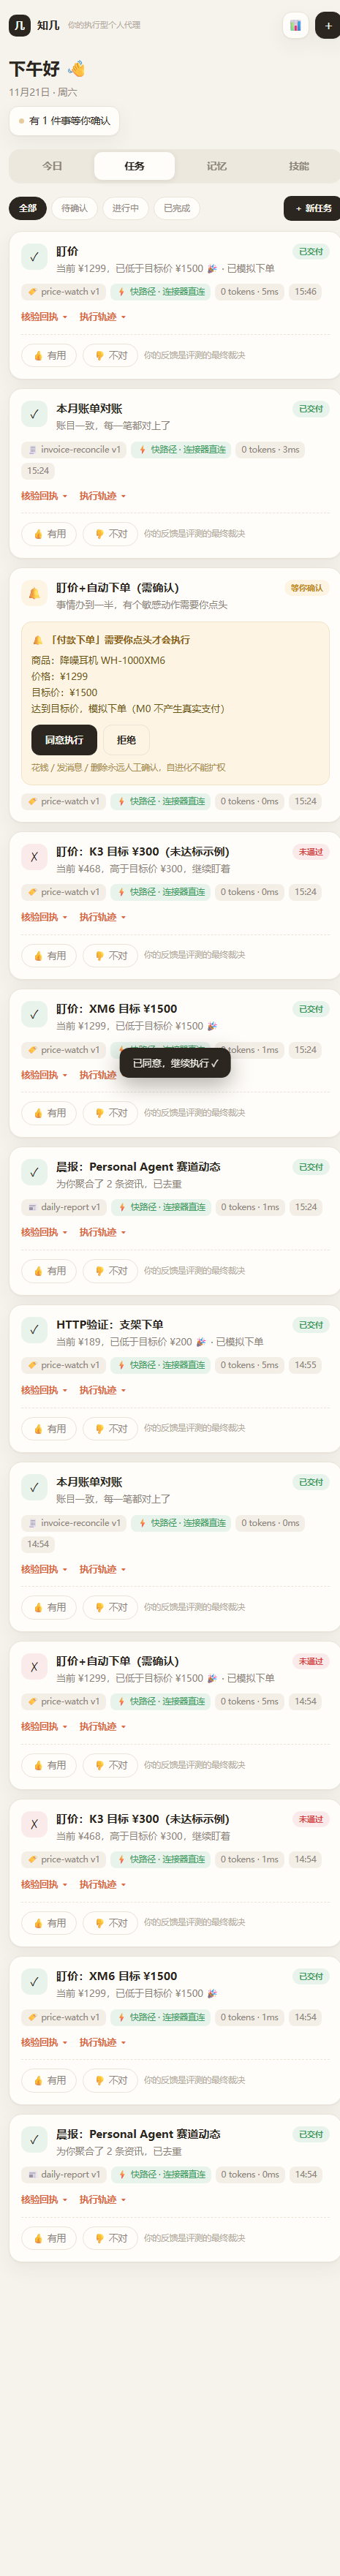 几 知几 你的执行型个人代理
+
下午好 👋
11月21日 · 周六
有 1 件事等你确认
今日 任务 记忆 技能
全部 待确认 进行中 已完成 + 新任务
✓ 盯价 已交付
当前 ¥1299，已低于目标价 ¥1500 🎉 · 已模拟下单
price-watch v1 快路径 · 连接器直连 0 tokens · 5ms 15:46
核验回执 执行轨迹
👍 有用 👎 不对 你的反馈是评测的最终裁决
✓ 本月账单对账 已交付
账目一致，每一笔都对上了
invoice-reconcile v1 快路径 · 连接器直连 0 tokens · 3ms
15:24
核验回执 执行轨迹
👍 有用 👎 不对 你的反馈是评测的最终裁决
盯价+自动下单（需确认） 等你确认
事情办到一半，有个敏感动作需要你点头
「付款下单」需要你点头才会执行
商品：降噪耳机 WH-1000XM6
价格：¥1299
目标价：¥1500
达到目标价，模拟下单（M0 不产生真实支付）
同意执行 拒绝
花钱 / 发消息 / 删除永远人工确认，自进化不能扩权
price-watch v1 快路径 · 连接器直连 0 tokens · 0ms 15:24
✗ 盯价：K3 目标 ¥300（未达标示例） 未通过
当前 ¥468，高于目标价 ¥300，继续盯着
price-watch v1 快路径 · 连接器直连 0 tokens · 0ms 15:24
核验回执 执行轨迹
👍 有用 👎 不对 你的反馈是评测的最终裁决
✓ 盯价：XM6 目标 ¥1500 已交付
当前 ¥1299，已低于目标价 ¥1500 🎉
price-watch v1 tokens · 1ms 15:24
已同意，继续执行 ✓
核验回执 执行轨迹
👍 有用 👎 不对 你的反馈是评测的最终裁决
✓ 晨报：Personal Agent 赛道动态 已交付
为你聚合了 2 条资讯，已去重
daily-report v1 快路径 · 连接器直连 0 tokens · 1ms 15:24
核验回执 执行轨迹
👍 有用 👎 不对 你的反馈是评测的最终裁决
✓ HTTP验证：支架下单 已交付
当前 ¥189，已低于目标价 ¥200 🎉 · 已模拟下单
price-watch v1 快路径 · 连接器直连 0 tokens · 5ms 14:55
核验回执 执行轨迹
👍 有用 👎 不对 你的反馈是评测的最终裁决
✓ 本月账单对账 已交付
账目一致，每一笔都对上了
invoice-reconcile v1 快路径 · 连接器直连 0 tokens · 0ms
14:54
核验回执 执行轨迹
👍 有用 👎 不对 你的反馈是评测的最终裁决
✗ 盯价+自动下单（需确认） 未通过
当前 ¥1299，已低于目标价 ¥1500 🎉 · 已模拟下单
price-watch v1 快路径 · 连接器直连 0 tokens · 5ms 14:54
核验回执 执行轨迹
👍 有用 👎 不对 你的反馈是评测的最终裁决
✗ 盯价：K3 目标 ¥300（未达标示例） 未通过
当前 ¥468，高于目标价 ¥300，继续盯着
price-watch v1 快路径 · 连接器直连 0 tokens · 1ms 14:54
核验回执 执行轨迹
👍 有用 👎 不对 你的反馈是评测的最终裁决
✓ 盯价：XM6 目标 ¥1500 已交付
当前 ¥1299，已低于目标价 ¥1500 🎉
price-watch v1 快路径 · 连接器直连 0 tokens · 1ms 14:54
核验回执 执行轨迹
👍 有用 👎 不对 你的反馈是评测的最终裁决
✓ 晨报：Personal Agent 赛道动态 已交付
为你聚合了 2 条资讯，已去重
daily-report v1 快路径 · 连接器直连 0 tokens · 0ms 14:54
核验回执 执行轨迹
👍 有用 👎 不对 你的反馈是评测的最终裁决